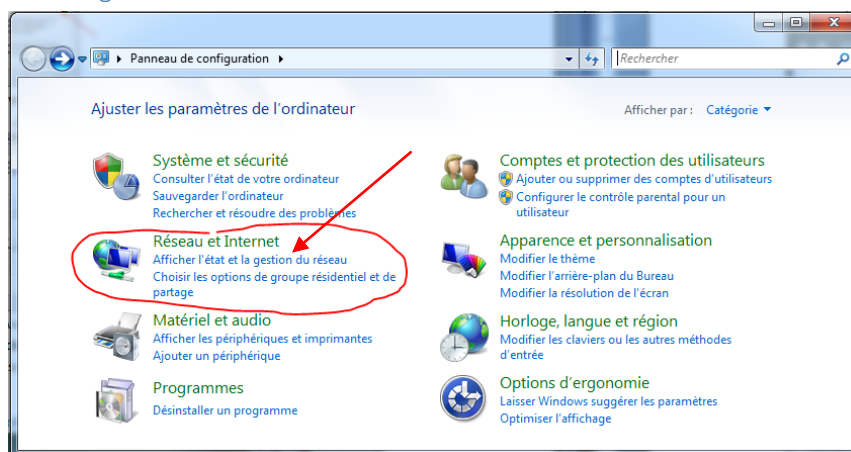 Panneau de configuration
Rechercher
Ajuster les paramètres de l'ordinateur
Afficher par : Catégorie
Système et sécurité
Consulter l'état de votre ordinateur
Sauvegarder l'ordinateur
Rechercher et résoudre des problèmes
Réseau et Internet
Afficher l'état et la gestion du réseau
Choisir les options de groupe résidentiel et de
partage
Matériel et audio
Afficher les périphériques et imprimantes
Ajouter un périphérique
Programmes
Désinstaller un programme
Comptes et protection des utilisateurs
Ajouter ou supprimer des comptes d'utilisateurs
Configurer le contrôle parental pour un
utilisateur
Apparence et personnalisation
Modifier le thème
Modifier l'arrière-plan du Bureau
Modifier la résolution de l'écran
Horloge, langue et région
Modifier les claviers ou les autres méthodes
d'entrée
Options d'ergonomie
Laisser Windows suggérer les paramètres
Optimiser l'affichage